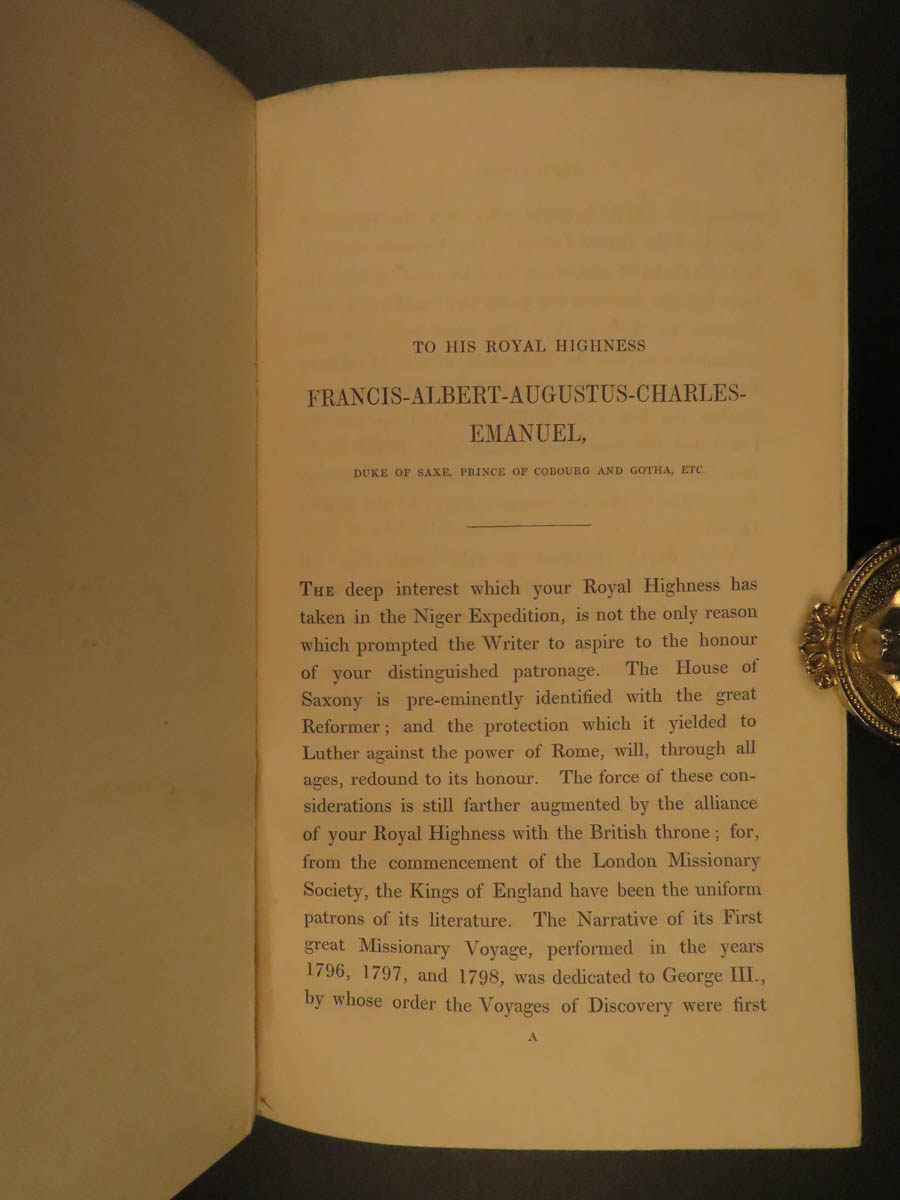 TO HIS ROYAL HIGHNESS
FRANCIS-ALBERT-AUGUSTUS-CHARLES-
EMANUEL,
DUKE OF SAXE, PRINCE OF COBOURG AND GOTHA, ETC.
THE deep interest which your Royal Highness has
taken in the Niger Expedition, is not the only reason
which prompted the Writer to aspire to the honour
of your distinguished patronage. The House of
Saxony is pre-eminently identified with the great
Reformer; and the protection which it yielded to
Luther against the power of Rome, will, through all
ages, redound to its honour. The force of these con-
siderations is still farther augmented by the alliance
of your Royal Highness with the British throne; for,
from the commencement of the London Missionary
Society, the Kings of England have been the uniform
patrons of its literature. The Narrative of its First
great Missionary Voyage, performed in the years
1796, 1797, and 1798, was dedicated to George III.,
by whose order the Voyages of Discovery were first
A